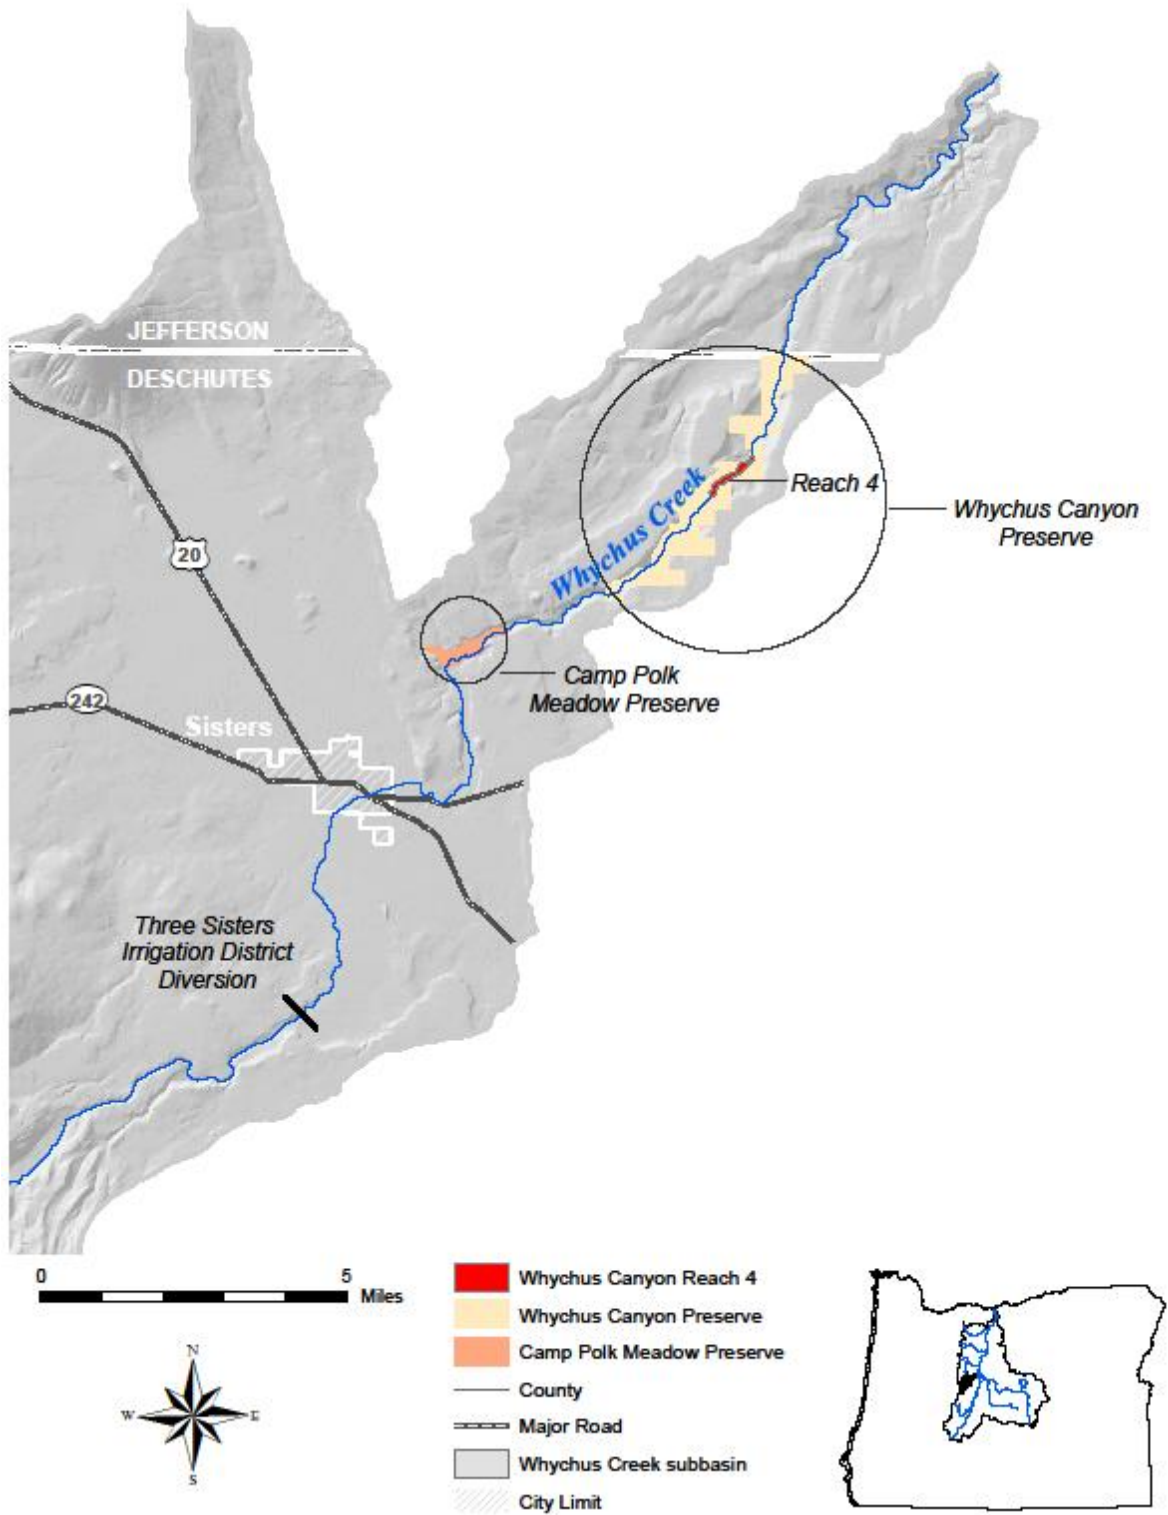 JEFFERSON
DESCHUTES
20
Whychus Creek
Reach 4
Whychus Canyon
Preserve
Camp Polk
Meadow Preserve
242
Sisters
Three Sisters
Irrigation District
Diversion
0 5
Miles
N
W E
S
Whychus Canyon Reach 4
Whychus Canyon Preserve
Camp Polk Meadow Preserve
County
Major Road
Whychus Creek subbasin
City Limit